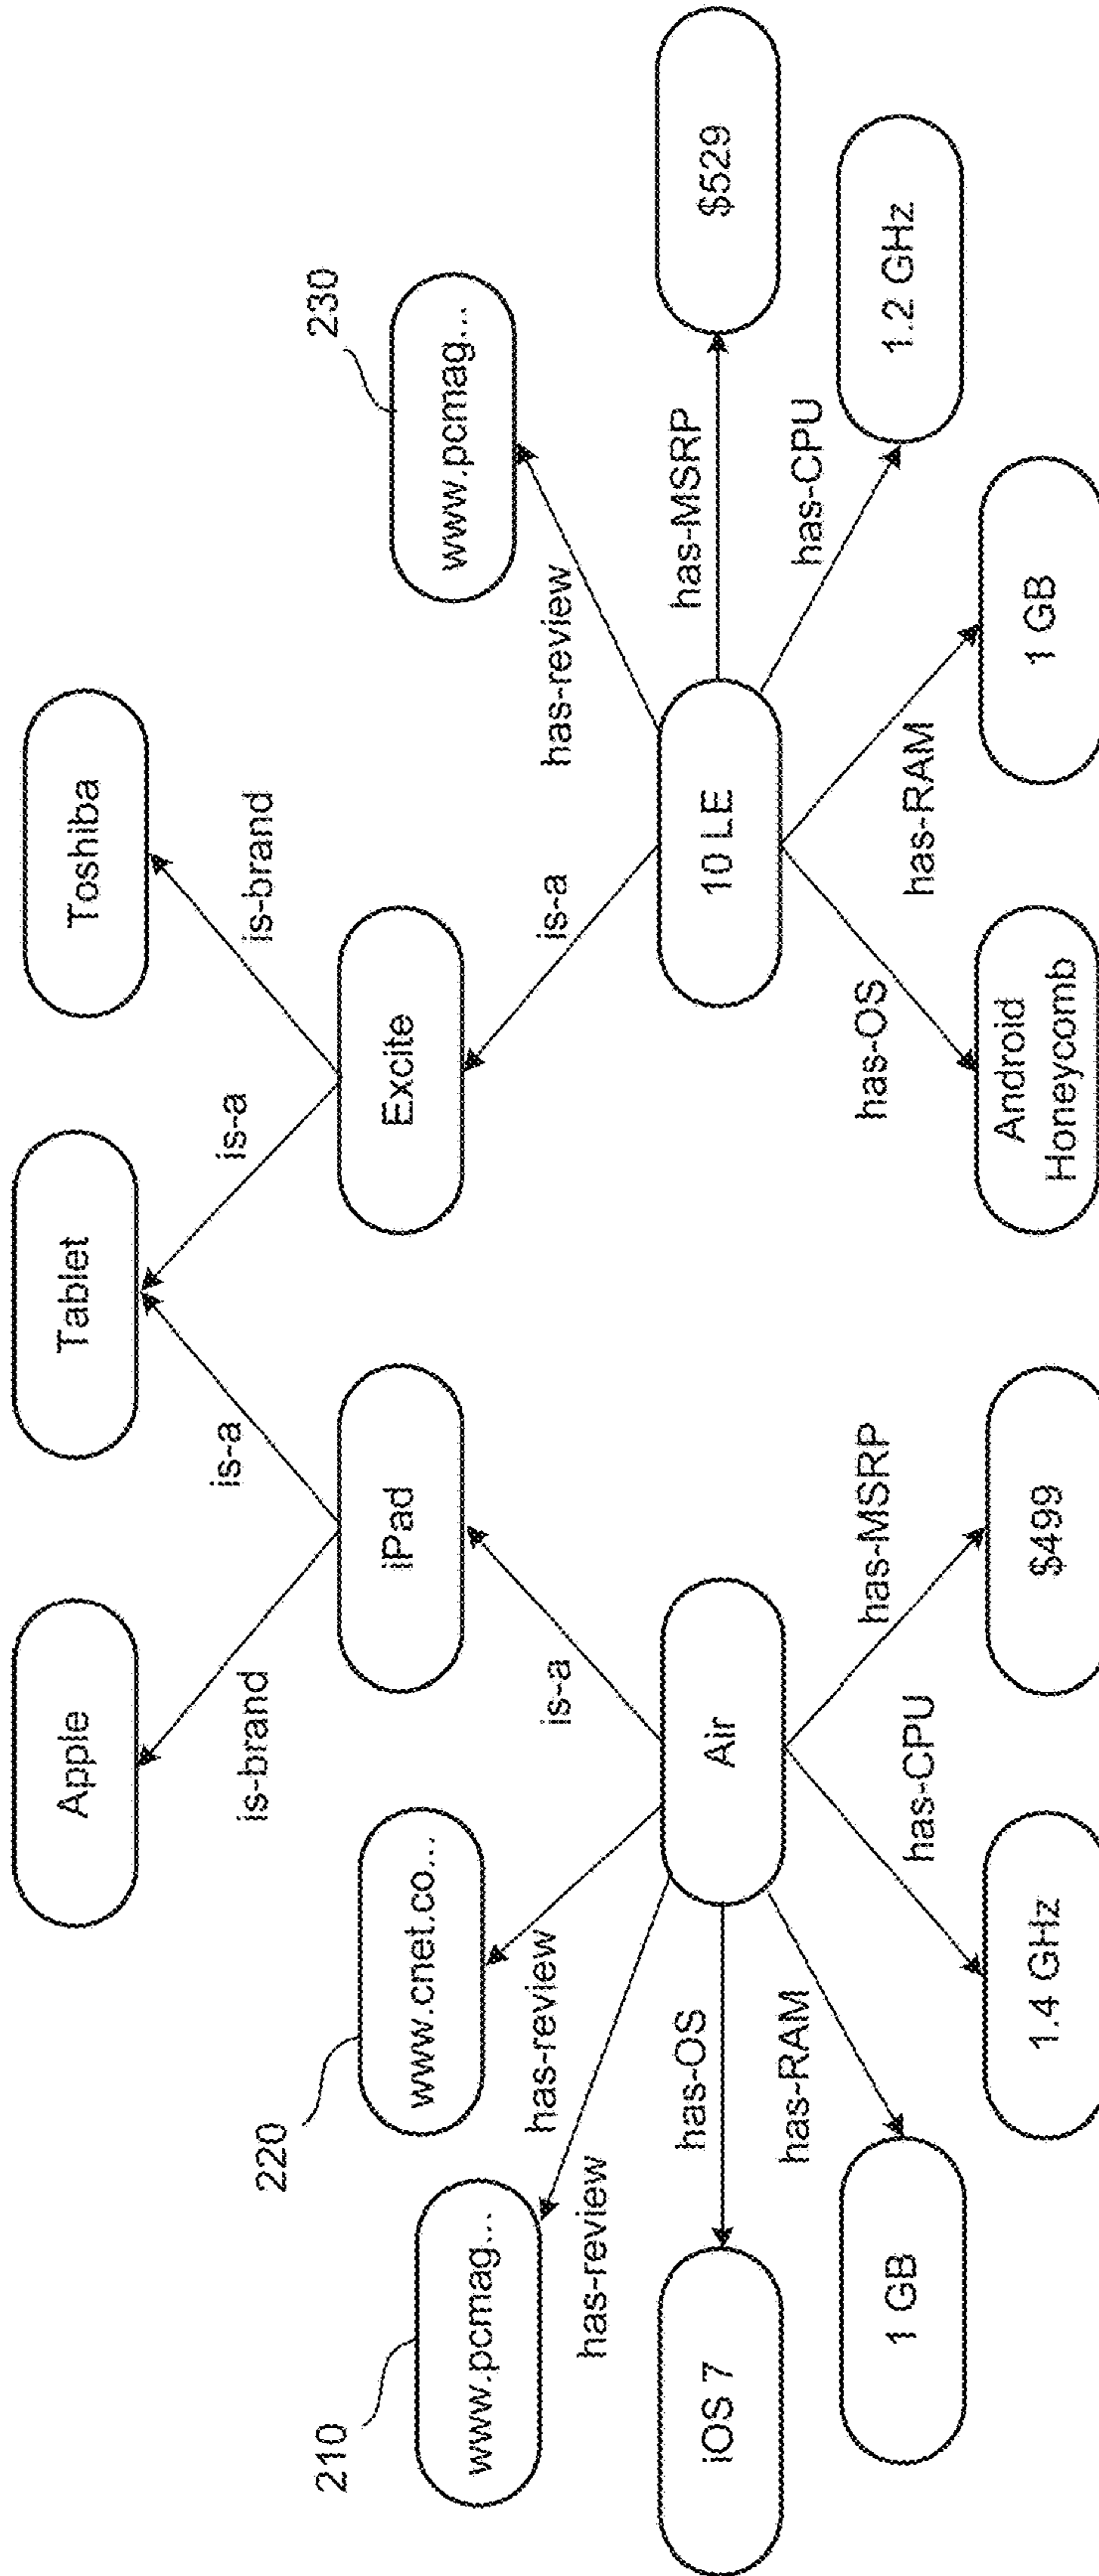 Apple
Tablet
Toshiba
is-brand
is-a
is-a
is-brand
220
www.cnet.co...
iPad
Excite
230
www.pcmag...
210
www.pcmag...
has-review
has-review
is-a
is-a
has-review
iOS 7
has-OS
Air
10 LE
has-MSRP
$529
has-RAM
1 GB
has-CPU
has-MSRP
has-OS
has-RAM
has-CPU
1.2 GHz
1.4 GHz
$499
Android
Honeycomb
1 GB